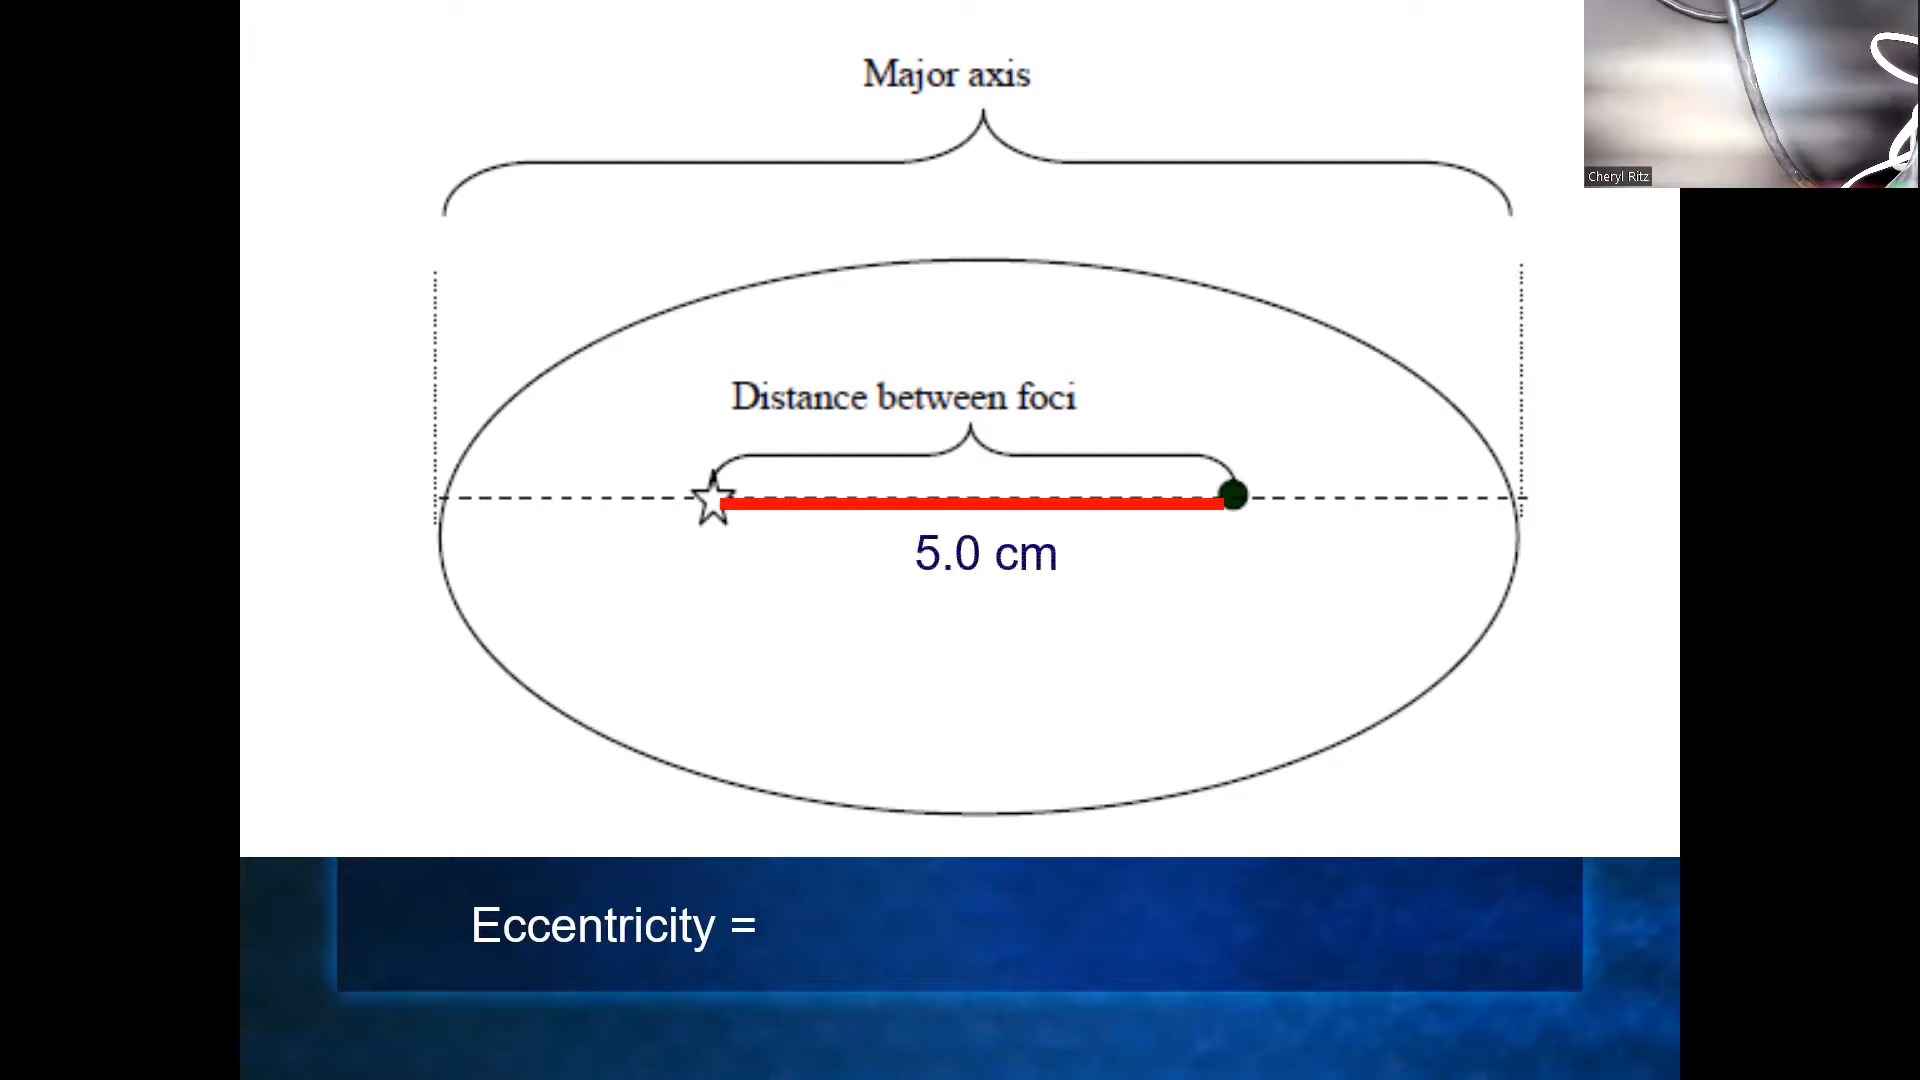 Major axis
Cheryl Ritz
Distance between foci
5.0 cm
Eccentricity =